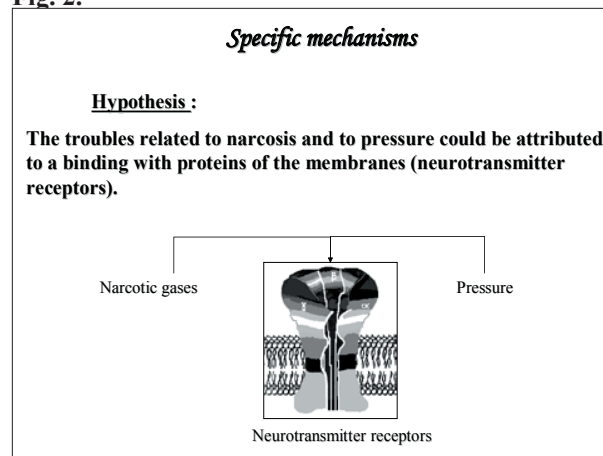 Fig. 2.
Specific mechanisms
Hypothesis :
The troubles related to narcosis and to pressure could be attributed
to a binding with proteins of the membranes (neurotransmitter
receptors).
Narcotic gases
Pressure
Neurotransmitter receptors